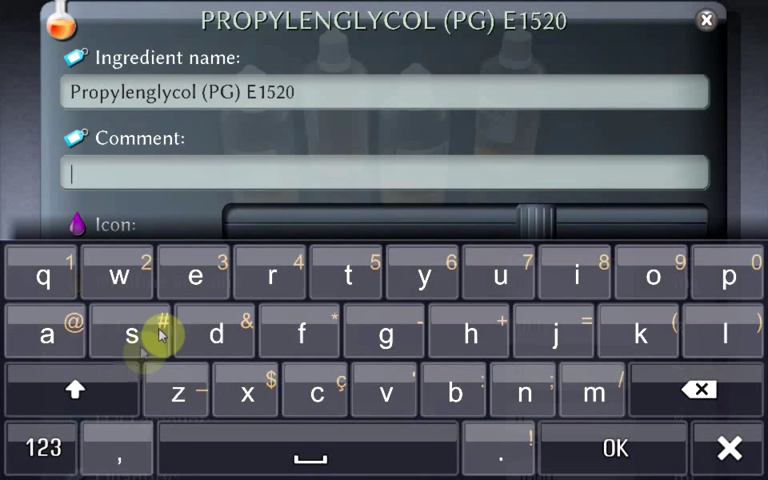 PROPYLENGLYCOL (PG) E1520
Ingredient name:
Propylenglycol (PG) E1520
Comment:
Icon:
q 1 w 2 e 3 r 4 t 5 y 6 u 7 i 8 o 9 p 0
a @ s # d & f * g - h + j = k ( l )
z _ x $ c ç v ' b : n ; m /
123 , . ! OK